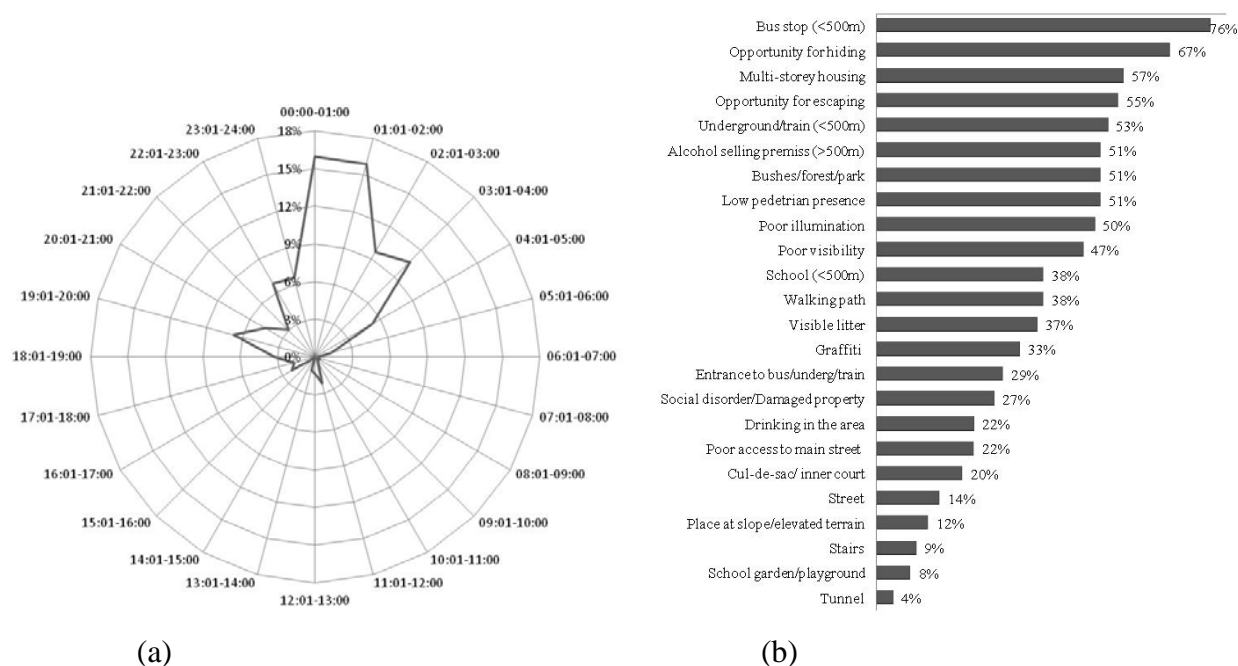 00:00-01:00
01:01-02:00
02:01-03:00
03:01-04:00
04:01-05:00
05:01-06:00
06:01-07:00
07:01-08:00
08:01-09:00
09:01-10:00
10:01-11:00
11:01-12:00
12:01-13:00
13:01-14:00
14:01-15:00
15:01-16:00
16:01-17:00
17:01-18:00
18:01-19:00
19:01-20:00
20:01-21:00
21:01-22:00
22:01-23:00
23:01-24:00
18%
15%
12%
9%
6%
3%
0%
(a)
Bus stop (<500m) 76%
Opportunity for hiding 67%
Multi-storey housing 57%
Opportunity for escaping 55%
Underground/train (<500m) 53%
Alcohol selling premiss (>500m) 51%
Bushes/forest/park 51%
Low pedetrian presence 51%
Poor illumination 50%
Poor visibility 47%
School (<500m) 38%
Walking path 38%
Visible litter 37%
Graffiti 33%
Entrance to bus/underg/train 29%
Social disorder/Damaged property 27%
Drinking in the area 22%
Poor access to main street 22%
Cul-de-sac/ inner court 20%
Street 14%
Place at slope/elevated terrain 12%
Stairs 9%
School garden/playground 8%
Tunnel 4%
(b)